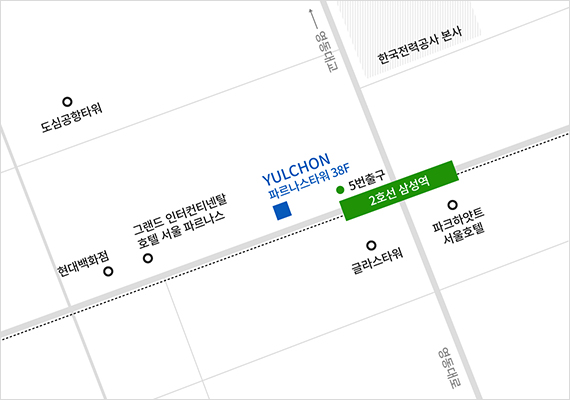 영동대교
한국전력공사 본사
도심공항타워
YULCHON
파르나스타워 38F
5번출구
2호선 삼성역
그랜드 인터컨티넨탈
호텔 서울 파르나스
현대백화점
파크하얏트
서울호텔
글라스타워
영동대로